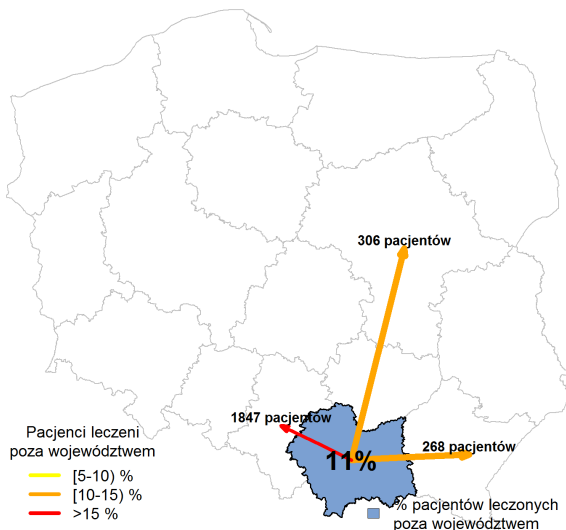 306 pacjentów
1847 pacjentów
268 pacjentów
11%
Pacjenci leczeni
poza województwem
[5-10) %
[10-15) %
>15 %
% pacjentów leczonych
poza województwem